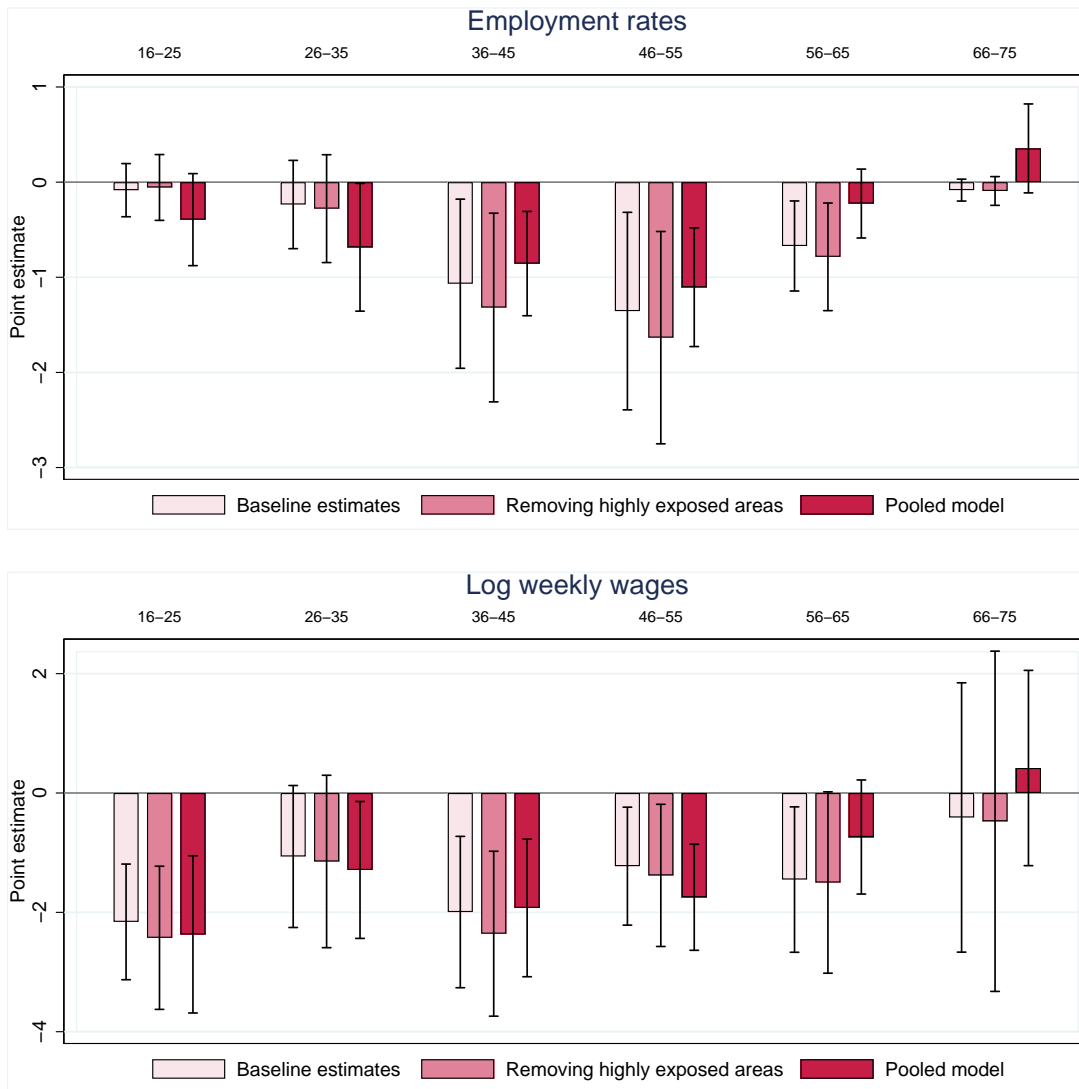 Employment rates
16−25 26−35 36−45 46−55 56−65 66−75
Point estimate
1
0
−1
−2
−3
Baseline estimates Removing highly exposed areas Pooled model
Log weekly wages
16−25 26−35 36−45 46−55 56−65 66−75
Point estimate
2
0
−2
−4
Baseline estimates Removing highly exposed areas Pooled model